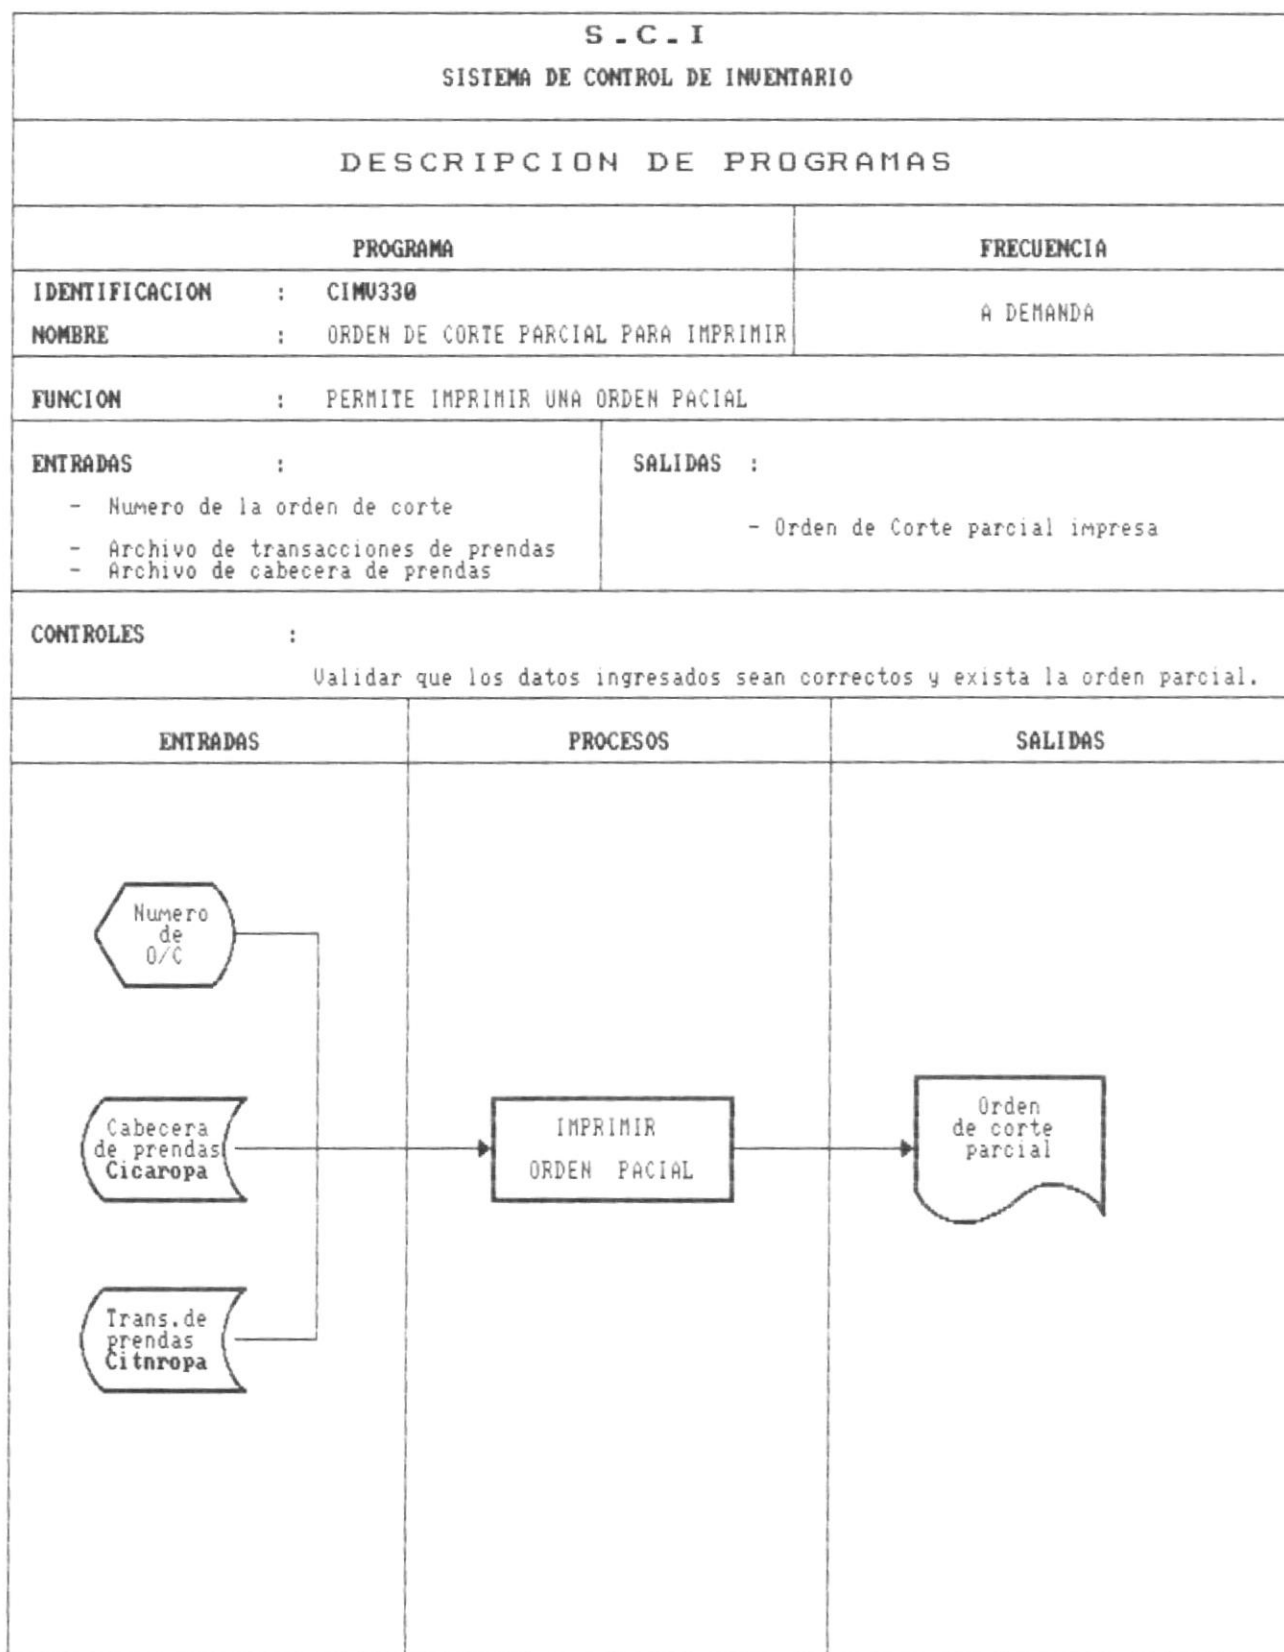 S.C.I
SISTEMA DE CONTROL DE INVENTARIO
DESCRIPCION DE PROGRAMAS
PROGRAMA
FRECUENCIA
IDENTIFICACION : CIMV330
A DEMANDA
NOMBRE : ORDEN DE CORTE PARCIAL PARA IMPRIMIR
FUNCION : PERMITE IMPRIMIR UNA ORDEN PACIAL
ENTRADAS :
- Numero de la orden de corte
- Archivo de transacciones de prendas
- Archivo de cabecera de prendas
SALIDAS :
- Orden de Corte parcial impresa
CONTROLES :
Validar que los datos ingresados sean correctos y exista la orden parcial.
ENTRADAS
PROCESOS
SALIDAS
Numero
de
O/C
Cabecera
de prendas
Cicaropa
Trans.de
prendas
Citnropa
IMPRIMIR
ORDEN PACIAL
Orden
de corte
parcial